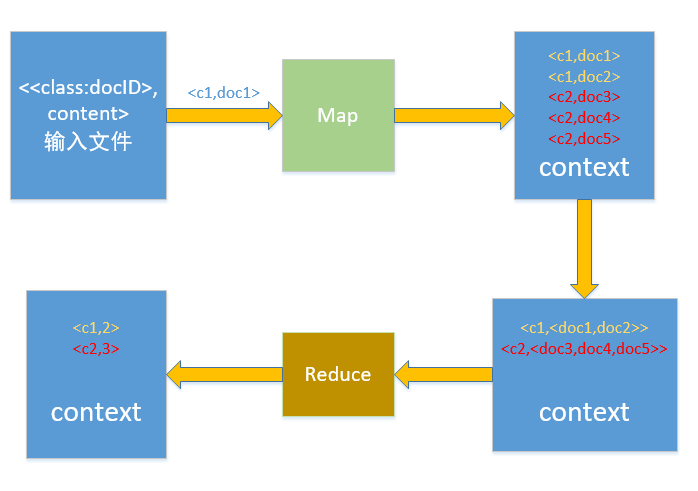 <<class:docID>,
content>
输入文件
<c1,doc1>
Map
<c1,doc1>
<c1,doc2>
<c2,doc3>
<c2,doc4>
<c2,doc5>
context
<c1,<doc1,doc2>>
<c2,<doc3,doc4,doc5>>
context
Reduce
<c1,2>
<c2,3>
context